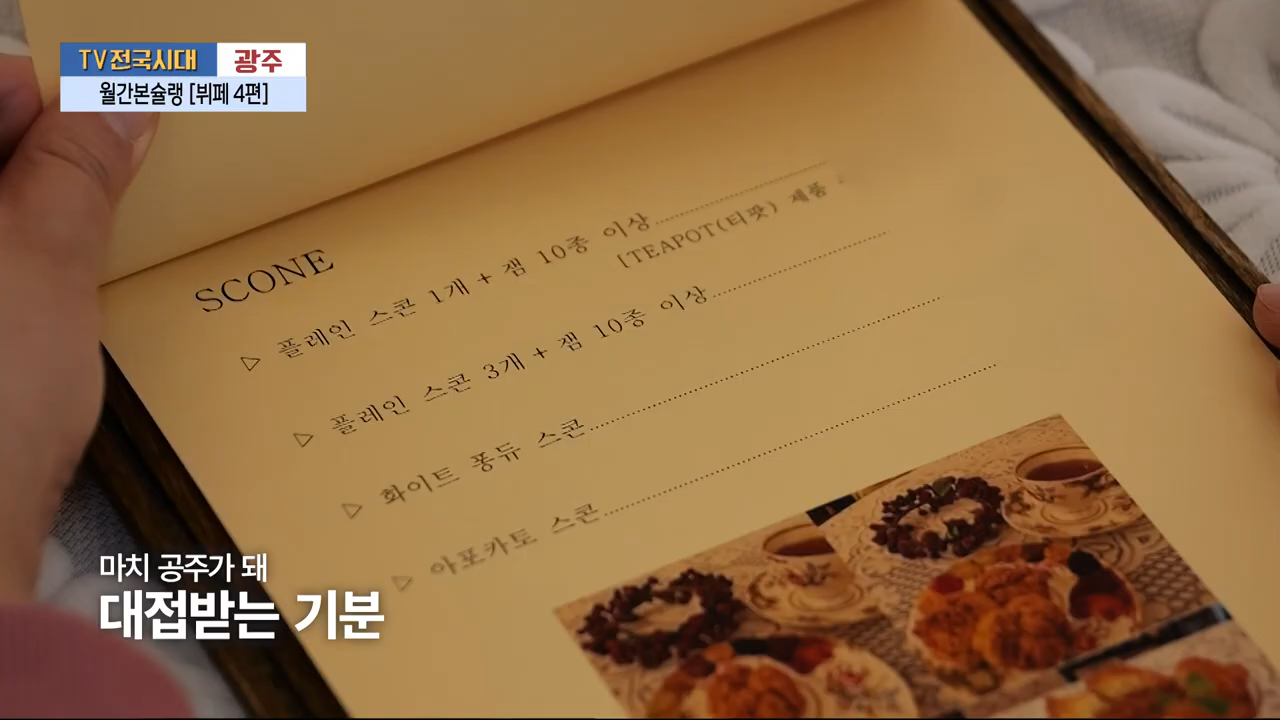 TV전국시대 광주
월간본슐랭 [뷔페 4편]
SCONE
▷ 플레인 스콘 1개 + 잼 10종 이상
[TEAPOT(티팟) 제품
▷ 플레인 스콘 3개 + 잼 10종 이상
▷ 화이트 퐁듀 스콘
▷ 아포카토 스콘
마치 공주가 돼
대접받는 기분